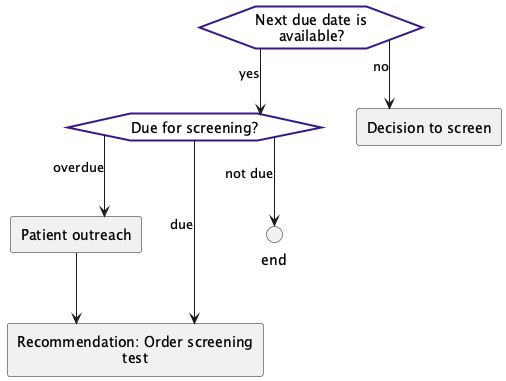 Next due date is
available?
yes
no
Decision to screen
Due for screening?
overdue
due
not due
Patient outreach
end
Recommendation: Order screening
test